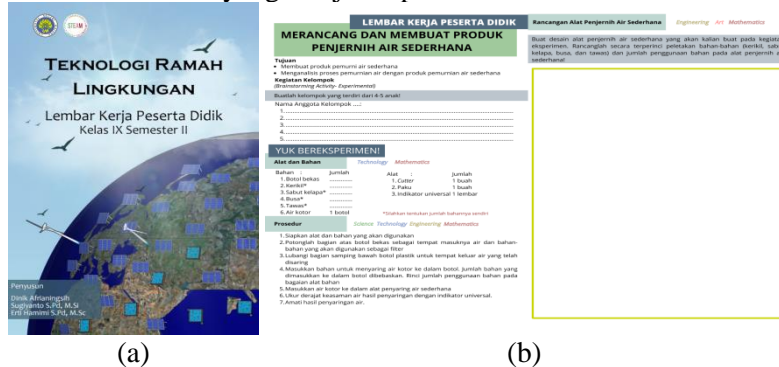 STEAM
TEKNOLOGI RAMAH
LINGKUNGAN
Lembar Kerja Peserta Didik
Kelas IX Semester II
Penyusun
Dinik Afrianingsih
Sugiyanto S.Pd, M.Si
Erti Hamimi S.Pd, M.Sc
(a)
LEMBAR KERJA PESERTA DIDIK
MERANCANG DAN MEMBUAT PRODUK
PENJERNIH AIR SEDERHANA
Tujuan
• Membuat produk pemurni air sederhana
• Menganalisis proses pemurnian air dengan produk pemurnian air sederhana
Kegiatan Kelompok
(Brainstorming Activity- Experimental)
Buatlah kelompok yang terdiri dari 4-5 anak!
Nama Anggota Kelompok ....:
1.
2.
3.
4.
5.
YUK BEREKSPERIMEN!
Alat dan Bahan Technology Mathematics
Bahan : Jumlah
1. Botol bekas ............
2. Kerikil* ............
3. Sabut kelapa* ............
4. Busa* ............
5. Tawas* ............
6. Air kotor 1 botol
Alat : Jumlah
1. Cutter 1 buah
2. Paku 1 buah
3. Indikator universal 1 lembar
*Silahkan tentukan jumlah bahannya sendiri
Prosedur Science Technology Engineering Mathematics
1. Siapkan alat dan bahan yang akan digunakan
2. Potonglah bagian atas botol bekas sebagai tempat masuknya air dan bahan-
bahan yang akan digunakan sebagai filter
3. Lubangi bagian samping bawah botol plastik untuk tempat keluar air yang telah
disaring
4. Masukkan bahan untuk menyaring air kotor ke dalam botol. Jumlah bahan yang
dimasukkan ke dalam botol dibebaskan. Rinci jumlah penggunaan bahan pada
bagaian alat bahan
5. Masukkan air kotor ke dalam alat penyaring air sederhana
6. Ukur derajat keasaman air hasil penyaringan dengan indikator universal.
7. Amati hasil penyaringan air.
Rancangan Alat Penjernih Air Sederhana Engineering Art Mathematics
Buat desain alat penjernih air sederhana yang akan kalian buat pada kegiata
eksperimen. Rancanglah secara terperinci peletakan bahan-bahan (kerikil, sabu
kelapa, busa, dan tawas) dan jumlah penggunaan bahan pada alat penjernih a
sederhana!
(b)